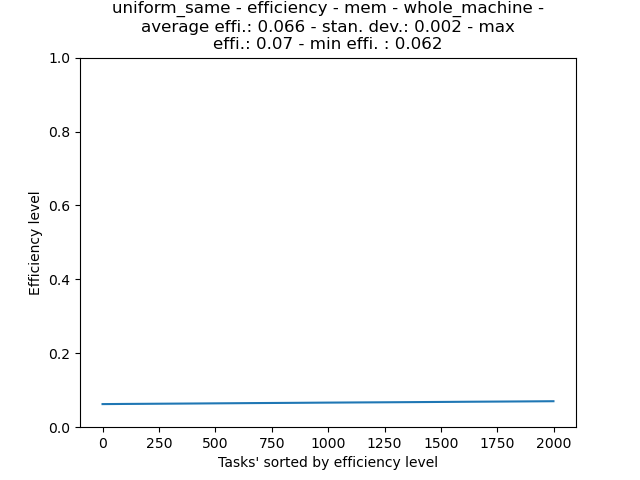 uniform_same - efficiency - mem - whole_machine -
average effi.: 0.066 - stan. dev.: 0.002 - max
effi.: 0.07 - min effi. : 0.062
1.0
0.8
0.6
0.4
0.2
0.0
Efficiency level
0 250 500 750 1000 1250 1500 1750 2000
Tasks' sorted by efficiency level